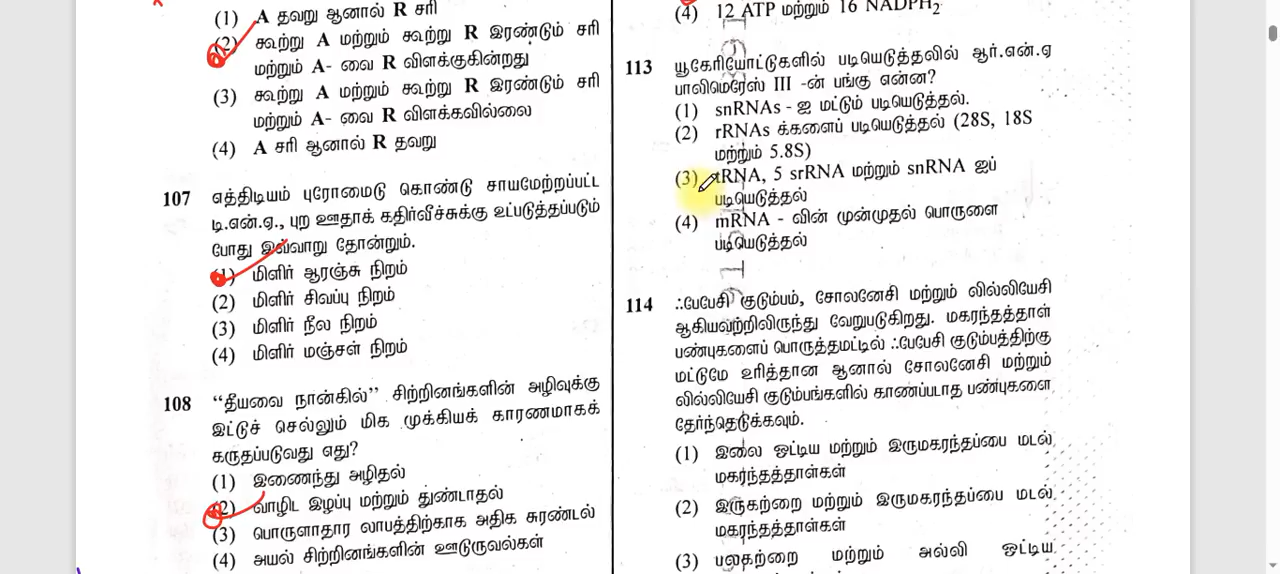 (1) A தவறு ஆனால் R சரி
(2) கூற்று A மற்றும் கூற்று R இரண்டும் சரி
மற்றும் A- வை R விளக்குகின்றது
(3) கூற்று A மற்றும் கூற்று R இரண்டும் சரி
மற்றும் A- வை R விளக்கவில்லை
(4) A சரி ஆனால் R தவறு
107 எத்திடியம் புரோமைடு கொண்டு சாயமேற்றப்பட்ட
டி.என்.ஏ., புற ஊதாக் கதிர்வீச்சுக்கு உட்படுத்தப்படும்
போது இவ்வாறு தோன்றும்.
(1) மிளிர் ஆரஞ்சு நிறம்
(2) மிளிர் சிவப்பு நிறம்
(3) மிளிர் நீல நிறம்
(4) மிளிர் மஞ்சள் நிறம்
108 “தீயவை நான்கில்” சிற்றினங்களின் அழிவுக்கு
இட்டுச் செல்லும் மிக முக்கியக் காரணமாகக்
கருதப்படுவது எது?
(1) இணைந்து அழிதல்
(2) வாழிட இழப்பு மற்றும் துண்டாதல்
(3) பொருளாதார லாபத்திற்காக அதிக சுரண்டல்
(4) அயல் சிற்றினங்களின் ஊடுருவல்கள்
(4) 12 ATP மற்றும் 16 NADPH₂
113 யூகேரியோட்டுகளில் படியெடுத்தலில் ஆர்.என்.ஏ
பாலிமெரேஸ் III -ன் பங்கு என்ன?
(1) snRNAs - ஐ மட்டும் படியெடுத்தல்.
(2) rRNAs க்களைப் படியெடுத்தல் (28S, 18S
மற்றும் 5.8S)
(3) tRNA, 5 srRNA மற்றும் snRNA ஐப்
படியெடுத்தல்
(4) mRNA - வின் முன்முதல் பொருளை
படியெடுத்தல்
114 ஃபேபேசி குடும்பம், சோலனேசி மற்றும் லில்லியேசி
ஆகியவற்றிலிருந்து வேறுபடுகிறது. மகரந்தத்தாள்
பண்புகளைப் பொருத்தமட்டில் ஃபேபேசி குடும்பத்திற்கு
மட்டுமே உரித்தான ஆனால் சோலனேசி மற்றும்
லில்லியேசி குடும்பங்களில் காணப்படாத பண்புகளை
தேர்ந்தெடுக்கவும்.
(1) இலை ஒட்டிய மற்றும் இருமகரந்தப்பை மடல்
மகரந்தத்தாள்கள்
(2) இருகற்றை மற்றும் இருமகரந்தப்பை மடல்
மகரந்தத்தாள்கள்
(3) பலகற்றை மற்றும் அல்லி ஒட்டிய